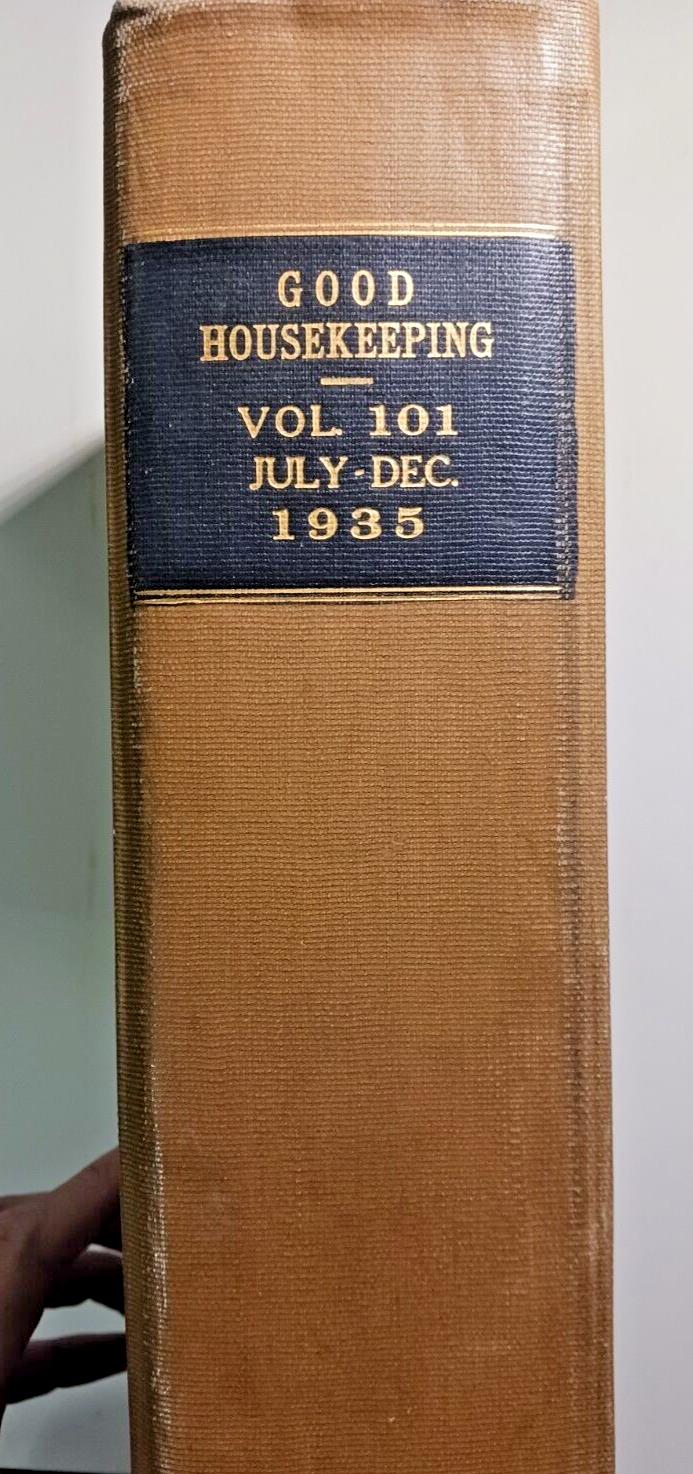 GOOD
HOUSEKEEPING
VOL. 101
JULY-DEC.
1935